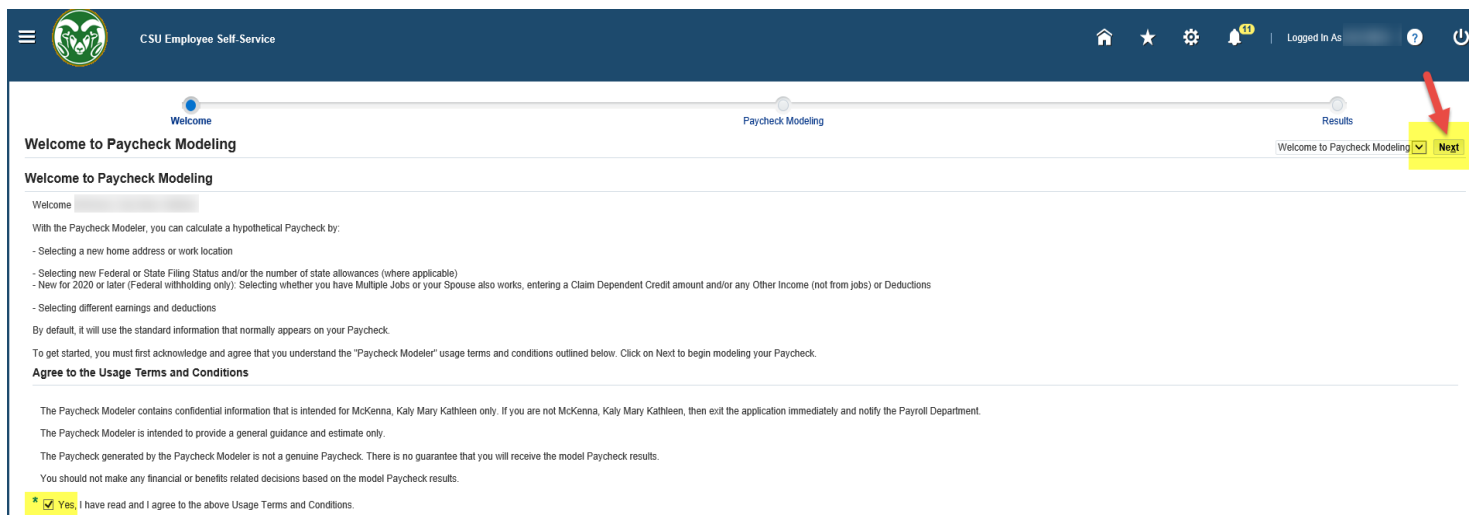 CSU Employee Self-Service
11
Logged In As
?
Welcome
Paycheck Modeling
Results
Welcome to Paycheck Modeling
Welcome to Paycheck Modeling
Next
Welcome to Paycheck Modeling
Welcome
With the Paycheck Modeler, you can calculate a hypothetical Paycheck by:
- Selecting a new home address or work location
- Selecting new Federal or State Filing Status and/or the number of state allowances (where applicable)
- New for 2020 or later (Federal withholding only): Selecting whether you have Multiple Jobs or your Spouse also works, entering a Claim Dependent Credit amount and/or any Other Income (not from jobs) or Deductions
- Selecting different earnings and deductions
By default, it will use the standard information that normally appears on your Paycheck.
To get started, you must first acknowledge and agree that you understand the "Paycheck Modeler" usage terms and conditions outlined below. Click on Next to begin modeling your Paycheck.
Agree to the Usage Terms and Conditions
The Paycheck Modeler contains confidential information that is intended for McKenna, Kaly Mary Kathleen only. If you are not McKenna, Kaly Mary Kathleen, then exit the application immediately and notify the Payroll Department.
The Paycheck Modeler is intended to provide a general guidance and estimate only.
The Paycheck generated by the Paycheck Modeler is not a genuine Paycheck. There is no guarantee that you will receive the model Paycheck results.
You should not make any financial or benefits related decisions based on the model Paycheck results.
* Yes, I have read and I agree to the above Usage Terms and Conditions.